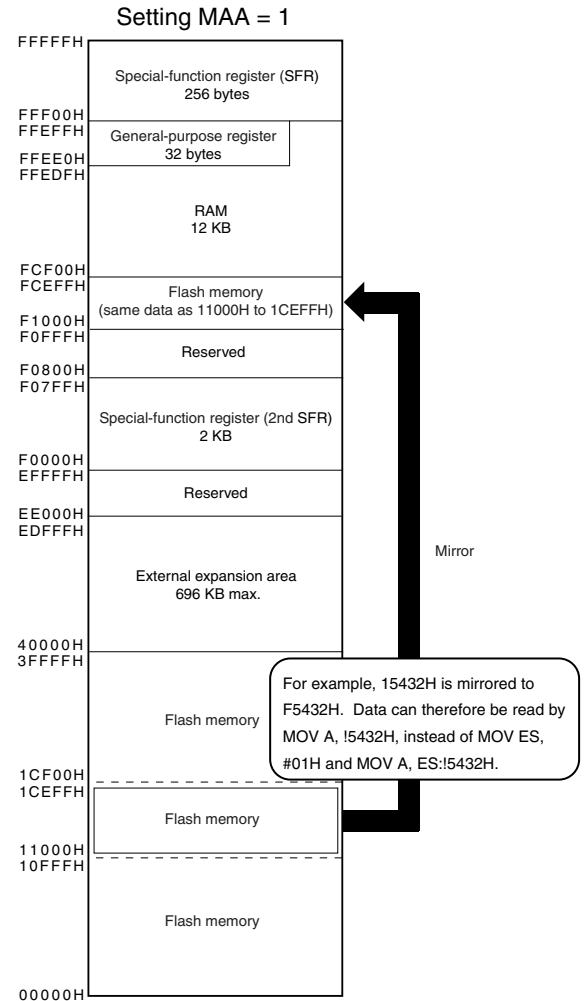 Setting MAA = 1
FFFFFH
Special-function register (SFR)
256 bytes
FFF00H
FFEFFH
General-purpose register
32 bytes
FFEE0H
FFEDFH
RAM
12 KB
FCF00H
FCEFFH
Flash memory
(same data as 11000H to 1CEFFH)
F1000H
F0FFFH
Reserved
F0800H
F07FFH
Special-function register (2nd SFR)
2 KB
F0000H
EFFFFH
Reserved
EE000H
EDFFFH
Mirror
External expansion area
696 KB max.
40000H
3FFFFH
For example, 15432H is mirrored to
F5432H. Data can therefore be read by
MOV A, !5432H, instead of MOV ES,
#01H and MOV A, ES:!5432H.
Flash memory
1CF00H
1CEFFH
Flash memory
11000H
10FFFH
Flash memory
00000H